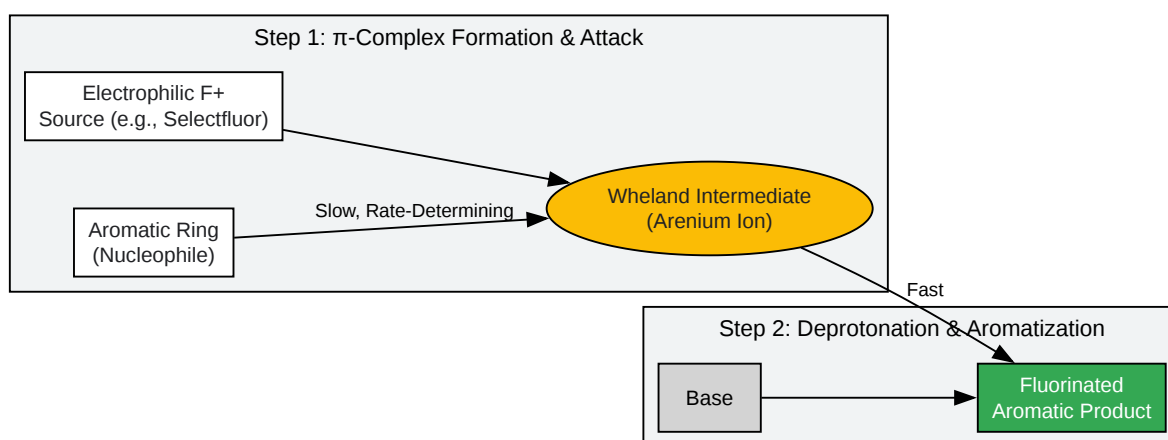 Step 1: π-Complex Formation & Attack
Electrophilic F+
Source (e.g., Selectfluor)
Aromatic Ring
(Nucleophile)
Slow, Rate-Determining
Wheland Intermediate
(Arenium Ion)
Fast
Step 2: Deprotonation & Aromatization
Base
Fluorinated
Aromatic Product